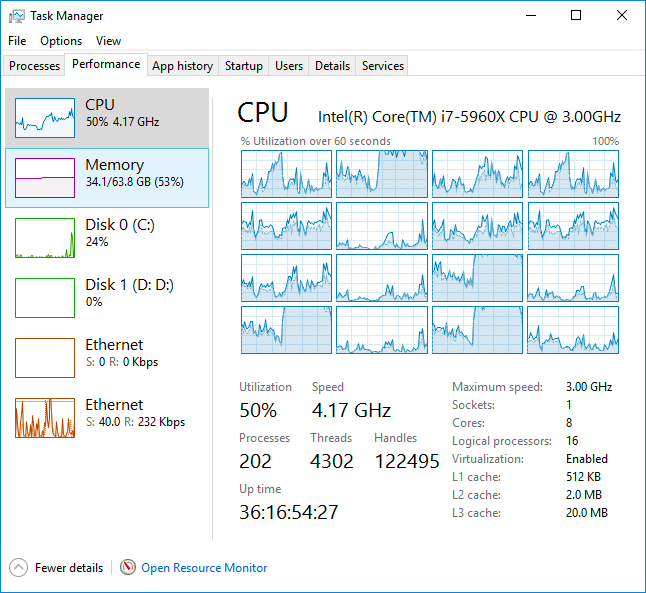 Task Manager
File Options View
Processes Performance App history Startup Users Details Services
CPU
50% 4.17 GHz
Memory
34.1/63.8 GB (53%)
Disk 0 (C:)
24%
Disk 1 (D: D:)
0%
Ethernet
S: 0 R: 0 Kbps
Ethernet
S: 40.0 R: 232 Kbps
CPU Intel(R) Core(TM) i7-5960X CPU @ 3.00GHz
% Utilization over 60 seconds 100%
Utilization Speed
50% 4.17 GHz
Processes Threads Handles
202 4302 122495
Up time
36:16:54:27
Maximum speed: 3.00 GHz
Sockets: 1
Cores: 8
Logical processors: 16
Virtualization: Enabled
L1 cache: 512 KB
L2 cache: 2.0 MB
L3 cache: 20.0 MB
Fewer details Open Resource Monitor